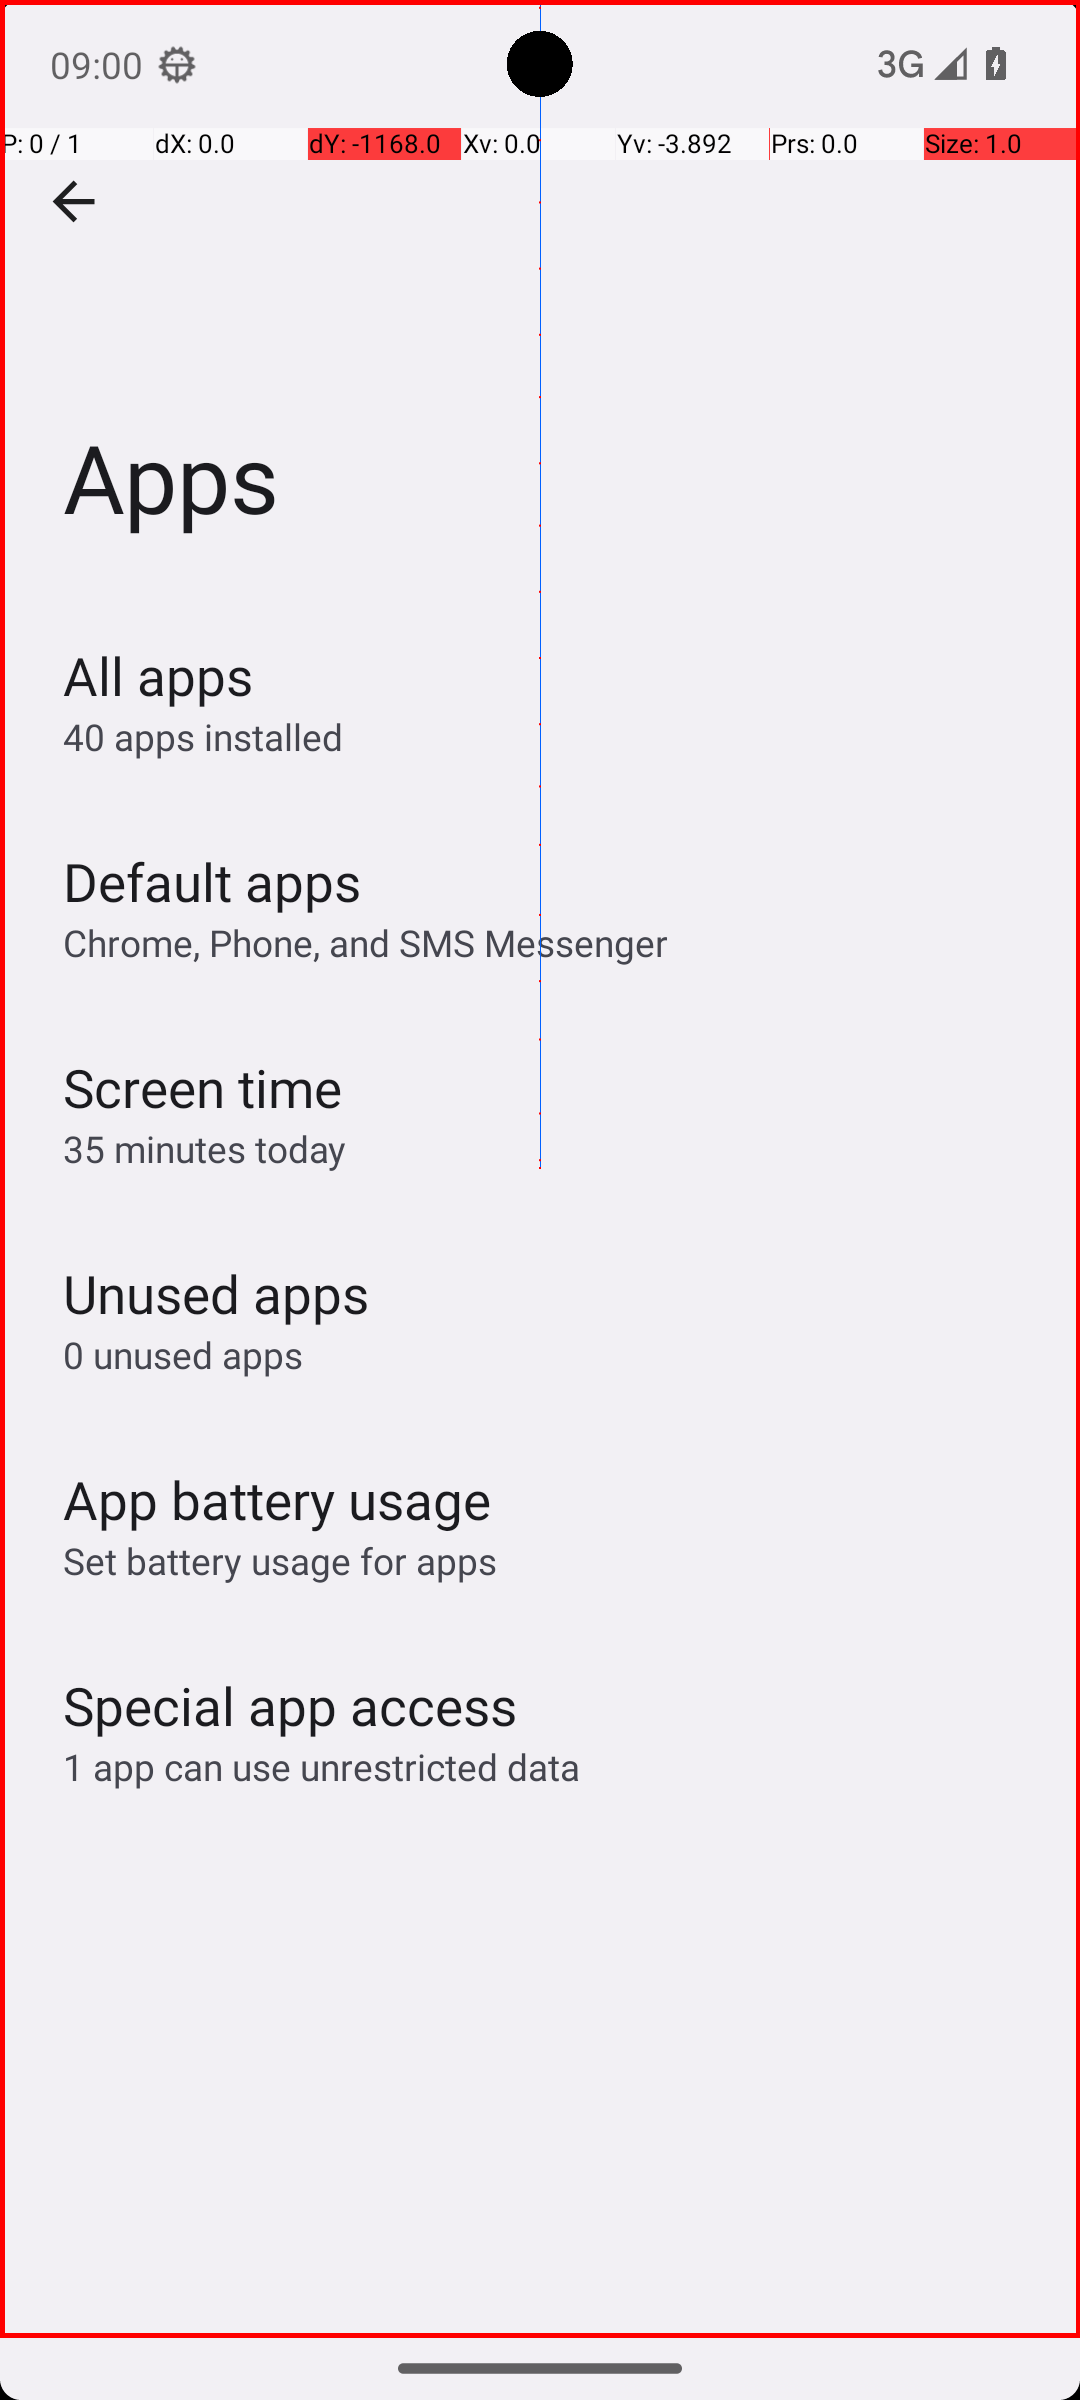 09:00
3G
P: 0 / 1 dX: 0.0 dY: -1168.0 Xv: 0.0 Yv: -3.892 Prs: 0.0 Size: 1.0
Apps
All apps
40 apps installed
Default apps
Chrome, Phone, and SMS Messenger
Screen time
35 minutes today
Unused apps
0 unused apps
App battery usage
Set battery usage for apps
Special app access
1 app can use unrestricted data